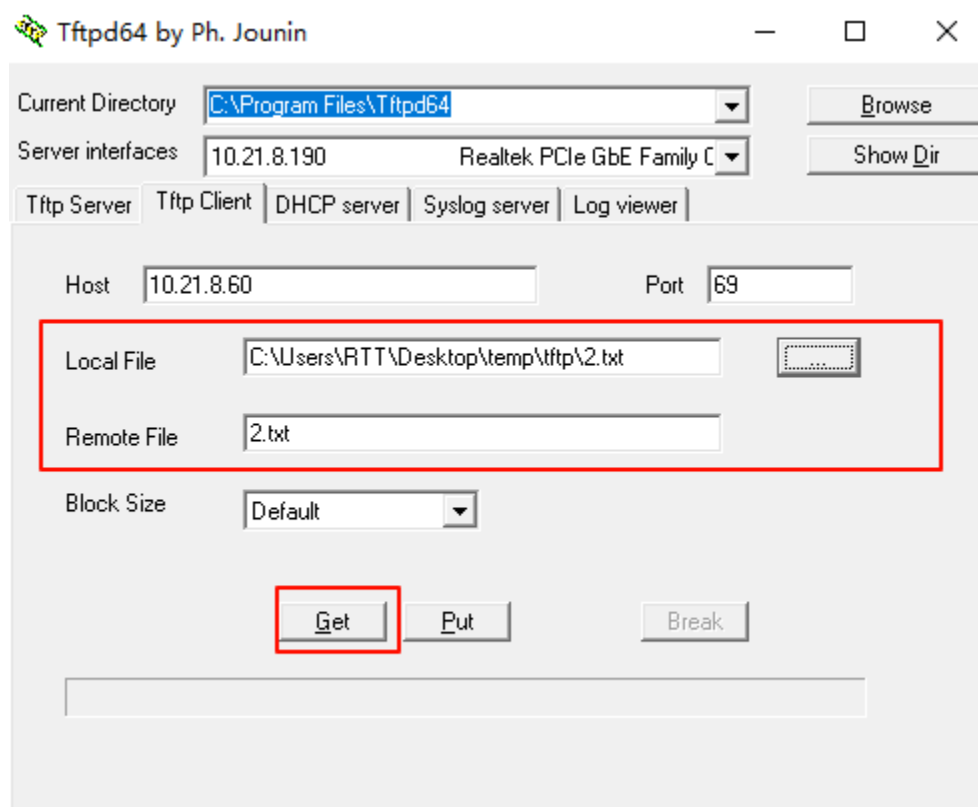 Tftpd64 by Ph. Jounin
Current Directory C:\Program Files\Tftpd64 Browse
Server interfaces 10.21.8.190 Realtek PCIe GbE Family C Show Dir
Tftp Server Tftp Client DHCP server Syslog server Log viewer
Host 10.21.8.60 Port 69
Local File C:\Users\RTT\Desktop\temp\tftp\2.txt ...
Remote File 2.txt
Block Size Default
Get Put Break